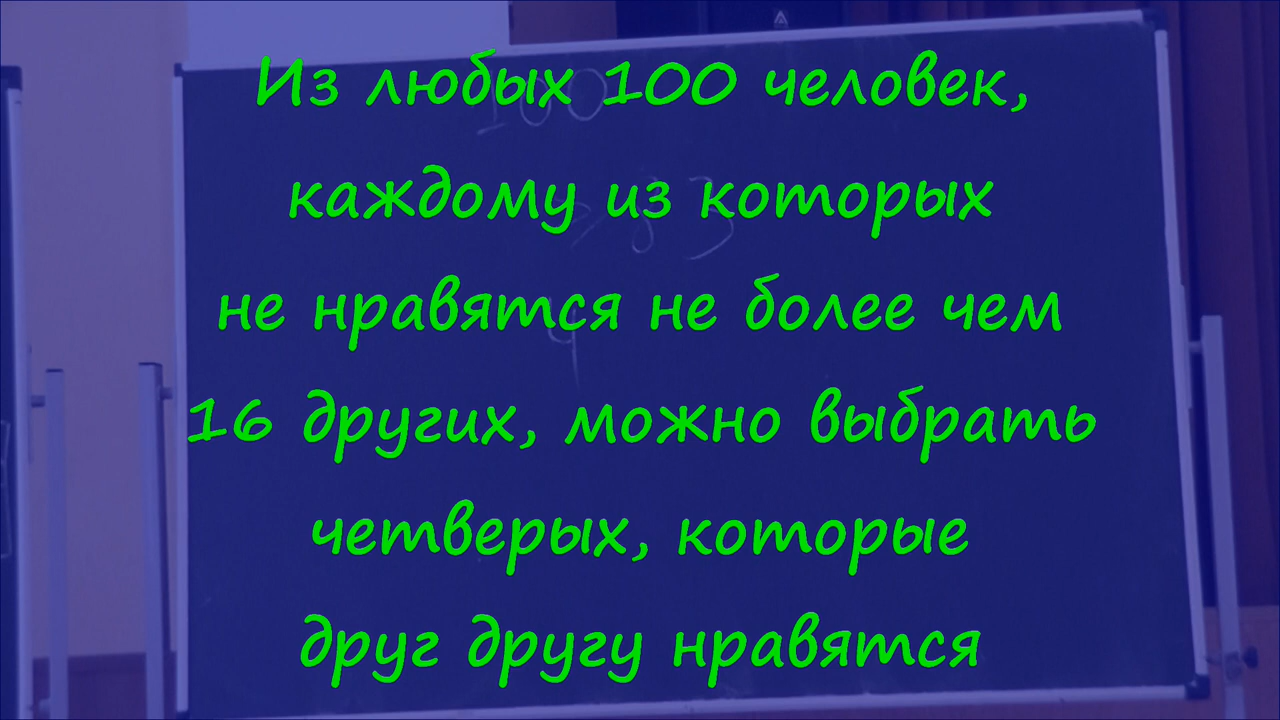 Из любых 100 человек,
каждому из которых
не нравятся не более чем
16 других, можно выбрать
четверых, которые
друг другу нравятся